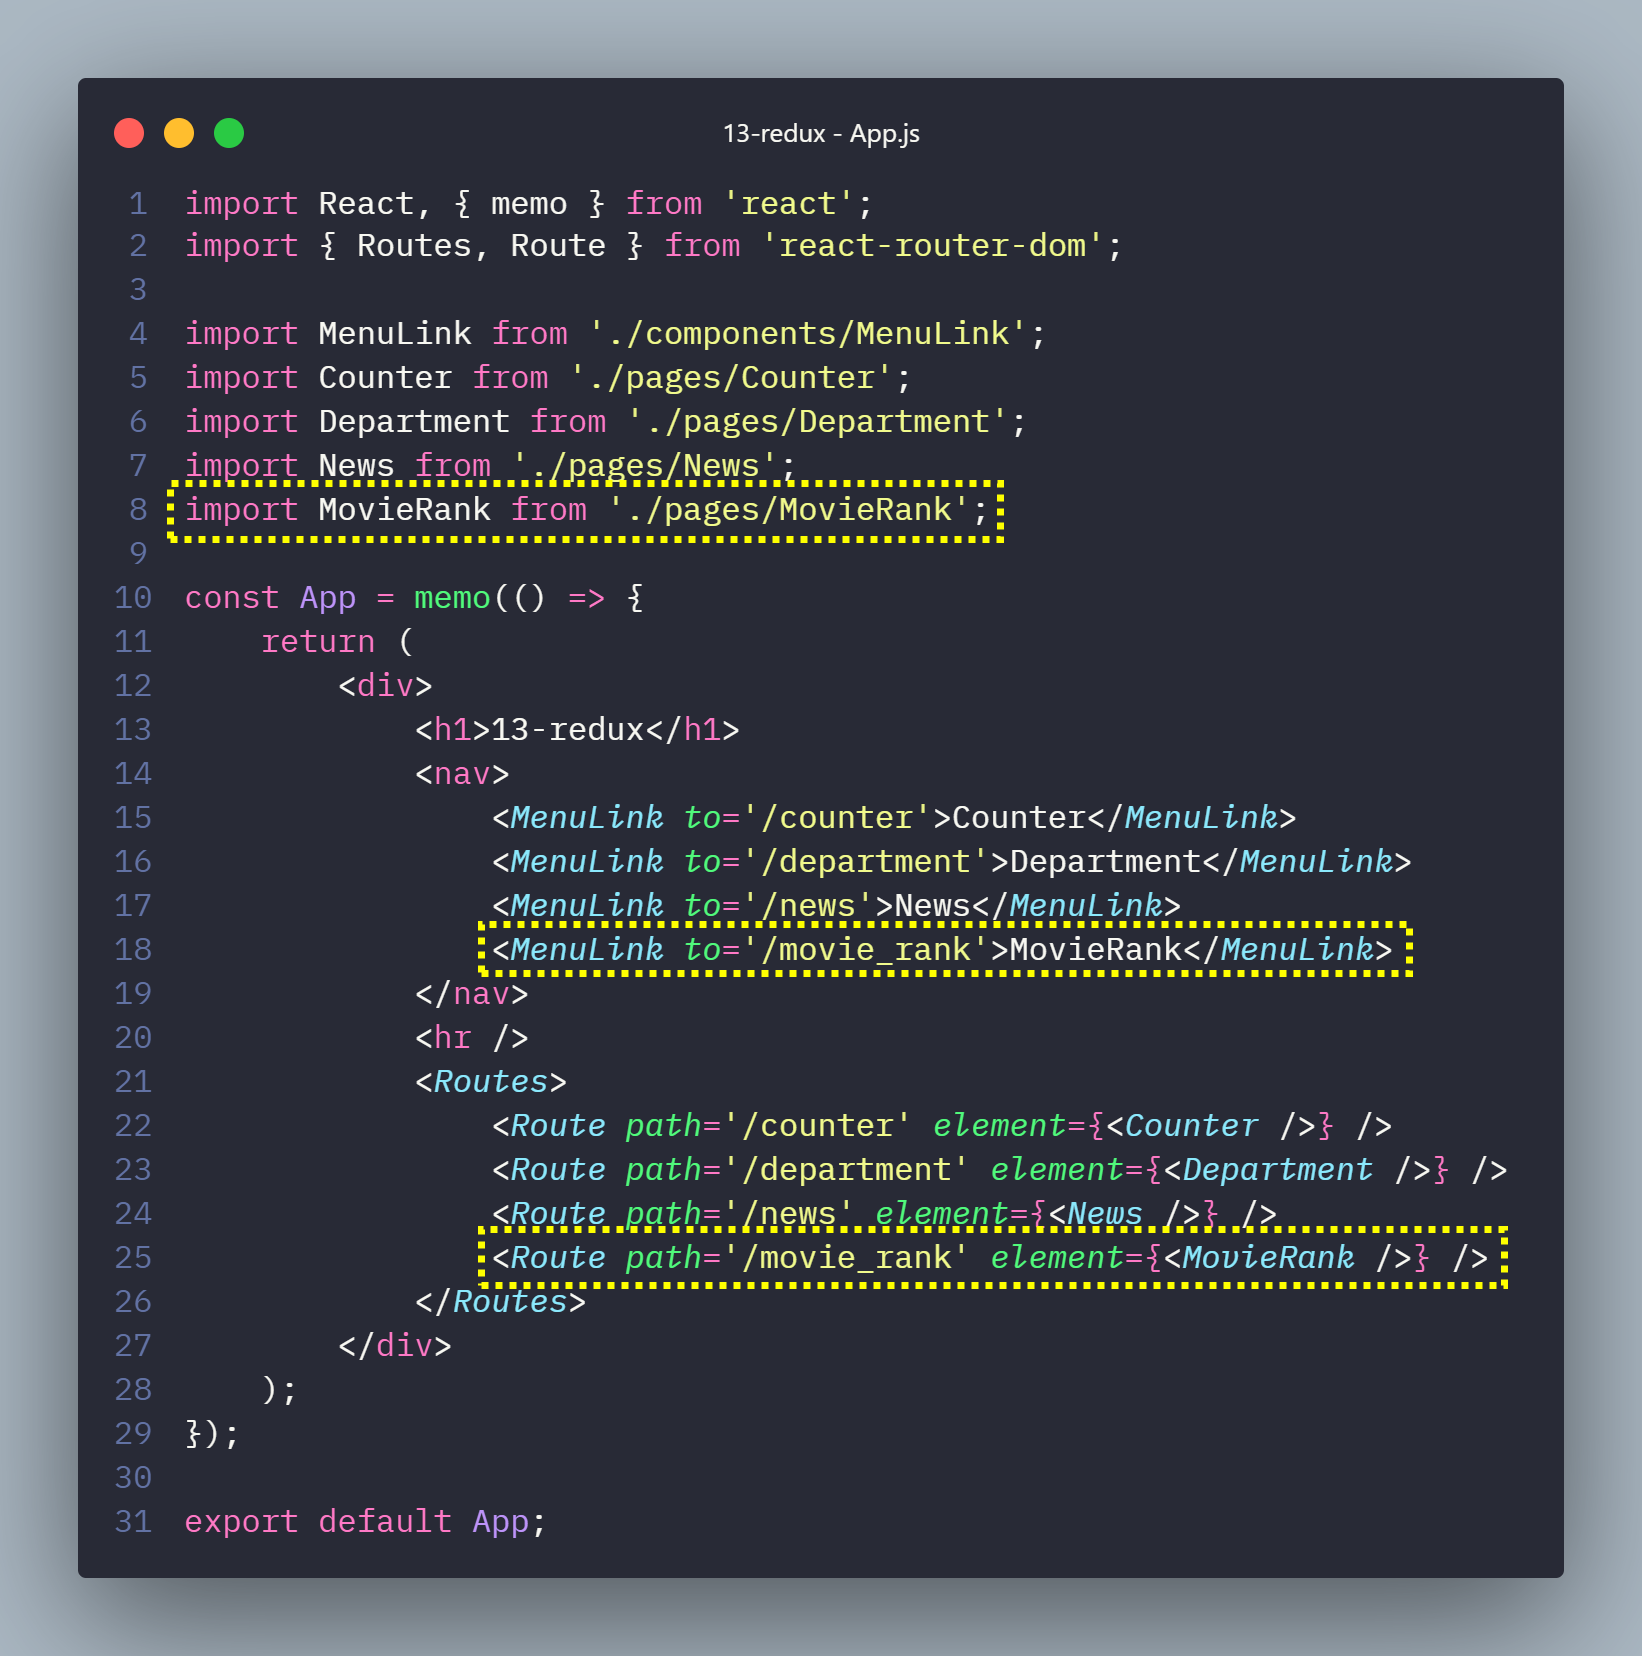 13-redux - App.js
1 import React, { memo } from 'react';
2 import { Routes, Route } from 'react-router-dom';
3
4 import MenuLink from './components/MenuLink';
5 import Counter from './pages/Counter';
6 import Department from './pages/Department';
7 import News from './pages/News';
8 import MovieRank from './pages/MovieRank';
9
10 const App = memo(() => {
11     return (
12         <div>
13             <h1>13-redux</h1>
14             <nav>
15                 <MenuLink to='/counter'>Counter</MenuLink>
16                 <MenuLink to='/department'>Department</MenuLink>
17                 <MenuLink to='/news'>News</MenuLink>
18                 <MenuLink to='/movie_rank'>MovieRank</MenuLink>
19             </nav>
20             <hr />
21             <Routes>
22                 <Route path='/counter' element={<Counter />} />
23                 <Route path='/department' element={<Department />} />
24                 <Route path='/news' element={<News />} />
25                 <Route path='/movie_rank' element={<MovieRank />} />
26             </Routes>
27         </div>
28     );
29 });
30
31 export default App;